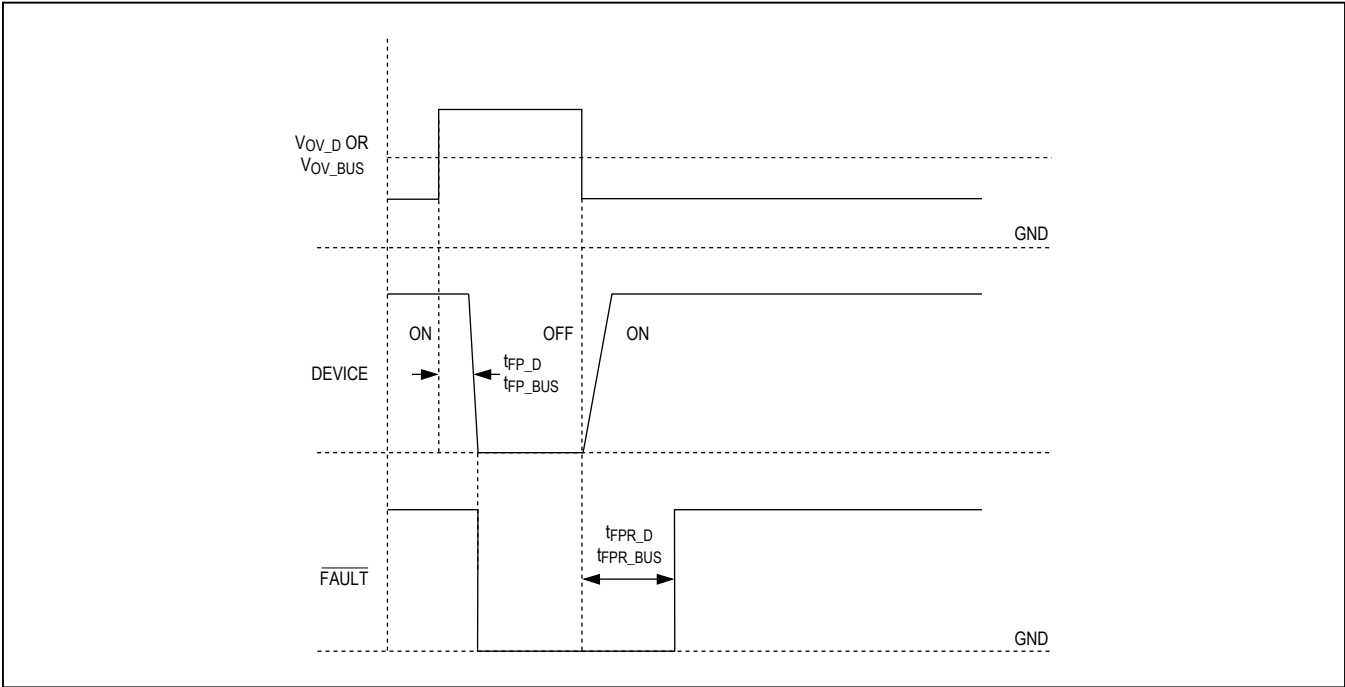 VOV_D OR
VOV_BUS
GND
ON
OFF
ON
DEVICE
tFP_D
tFP_BUS
tFPR_D
tFPR_BUS
FAULT
GND